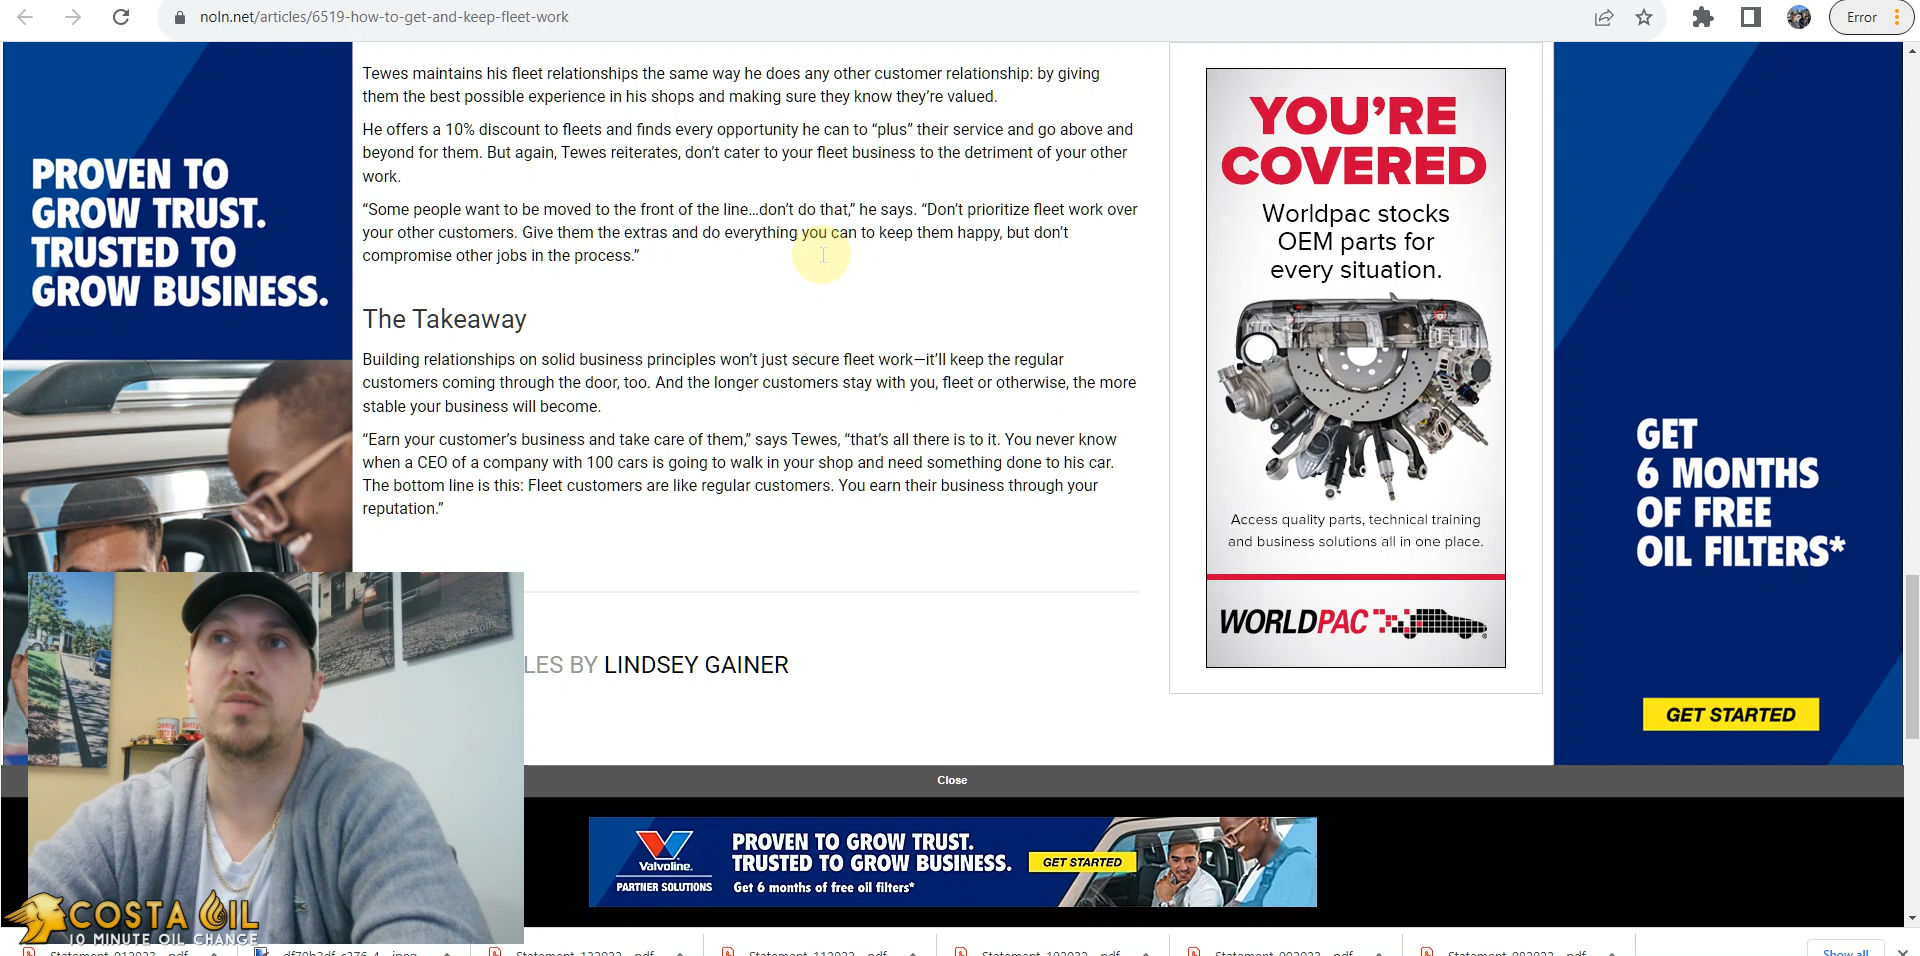 noln.net/articles/6519-how-to-get-and-keep-fleet-work
Error
Tewes maintains his fleet relationships the same way he does any other customer relationship: by giving
them the best possible experience in his shops and making sure they know they’re valued.
He offers a 10% discount to fleets and finds every opportunity he can to “plus” their service and go above and
beyond for them. But again, Tewes reiterates, don’t cater to your fleet business to the detriment of your other
work.
“Some people want to be moved to the front of the line…don’t do that,” he says. “Don’t prioritize fleet work over
your other customers. Give them the extras and do everything you can to keep them happy, but don’t
compromise other jobs in the process.”
The Takeaway
Building relationships on solid business principles won’t just secure fleet work—it’ll keep the regular
customers coming through the door, too. And the longer customers stay with you, fleet or otherwise, the more
stable your business will become.
“Earn your customer’s business and take care of them,” says Tewes, “that’s all there is to it. You never know
when a CEO of a company with 100 cars is going to walk in your shop and need something done to his car.
The bottom line is this: Fleet customers are like regular customers. You earn their business through your
reputation.”
LES BY LINDSEY GAINER
PROVEN TO
GROW TRUST.
TRUSTED TO
GROW BUSINESS.
YOU’RE
COVERED
Worldpac stocks
OEM parts for
every situation.
Access quality parts, technical training
and business solutions all in one place.
WORLDPAC
GET
6 MONTHS
OF FREE
OIL FILTERS*
GET STARTED
Close
Valvoline
PARTNER SOLUTIONS
PROVEN TO GROW TRUST.
TRUSTED TO GROW BUSINESS.
Get 6 months of free oil filters*
GET STARTED
COSTA OIL
10 MINUTE OIL CHANGE
Show all